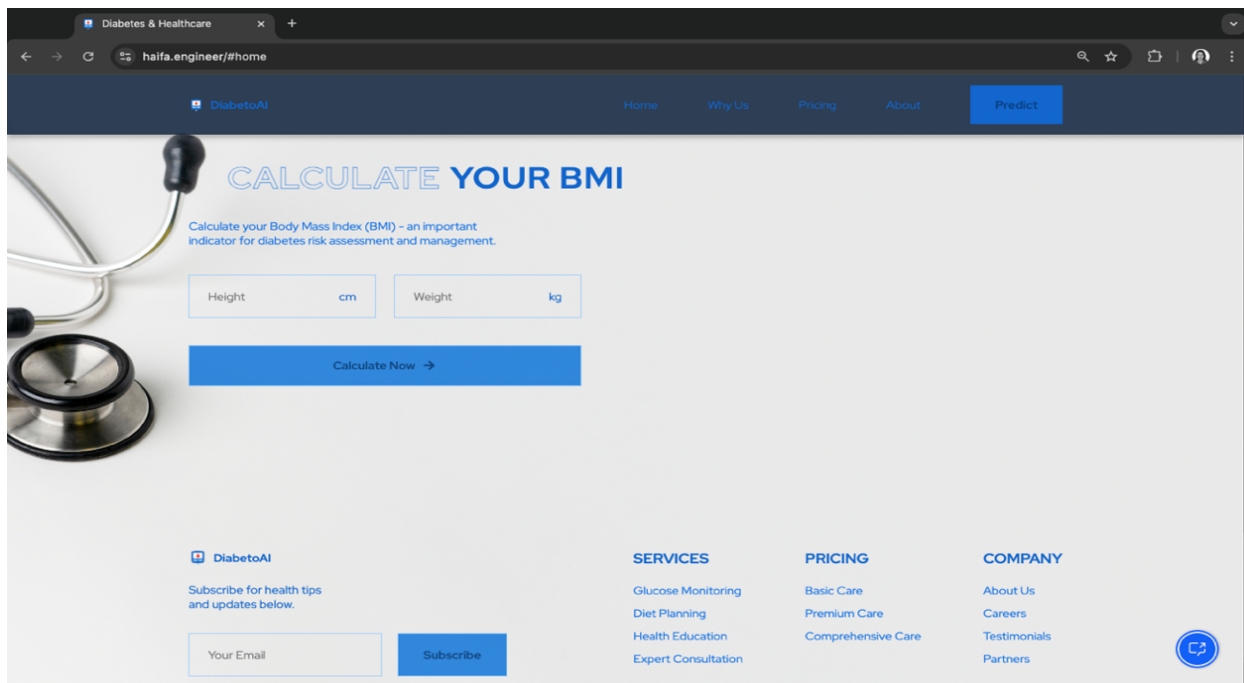 Diabetes & Healthcare
haifa.engineer/#home
DiabetoAI
Home
Why Us
Pricing
About
Predict
CALCULATE YOUR BMI
Calculate your Body Mass Index (BMI) - an important
indicator for diabetes risk assessment and management.
Height
cm
Weight
kg
Calculate Now
DiabetoAI
Subscribe for health tips
and updates below.
Your Email
Subscribe
SERVICES
Glucose Monitoring
Diet Planning
Health Education
Expert Consultation
PRICING
Basic Care
Premium Care
Comprehensive Care
COMPANY
About Us
Careers
Testimonials
Partners